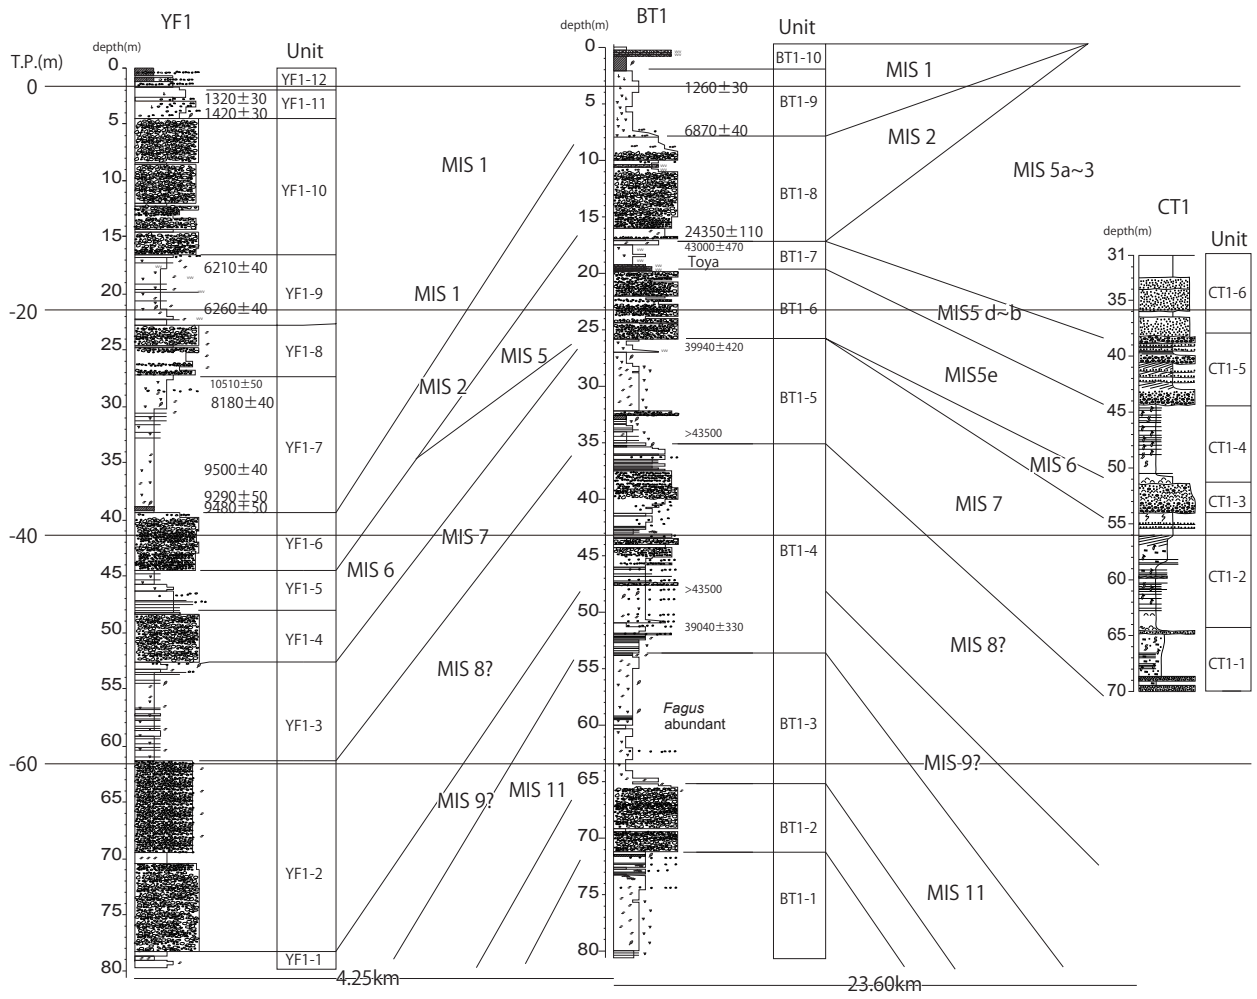 YF1
depth(m)
Unit
T.P.(m)
0
-20
-40
-60
0
5
10
15
20
25
30
35
40
45
50
55
60
65
70
75
80
1320±30
1420±30
6210±40
6260±40
10510±50
8180±40
9500±40
9290±50
9480±50
YF1-12
YF1-11
YF1-10
YF1-9
YF1-8
YF1-7
YF1-6
YF1-5
YF1-4
YF1-3
YF1-2
YF1-1
MIS 1
MIS 1
MIS 5
MIS 2
MIS 7
MIS 6
MIS 8?
MIS 9?
MIS 11
4.25km
BT1
depth(m)
Unit
0
5
10
15
20
25
30
35
40
45
50
55
60
65
70
75
80
1260±30
6870±40
24350±110
43000±470
Toya
39940±420
>43500
>43500
39040±330
Fagus
abundant
BT1-10
BT1-9
BT1-8
BT1-7
BT1-6
BT1-5
BT1-4
BT1-3
BT1-2
BT1-1
MIS 1
MIS 2
MIS 5a~3
MIS5 d~b
MIS5e
MIS 6
MIS 7
MIS 8?
MIS 9?
MIS 11
23.60km
CT1
depth(m)
Unit
31
35
40
45
50
55
60
65
70
CT1-6
CT1-5
CT1-4
CT1-3
CT1-2
CT1-1